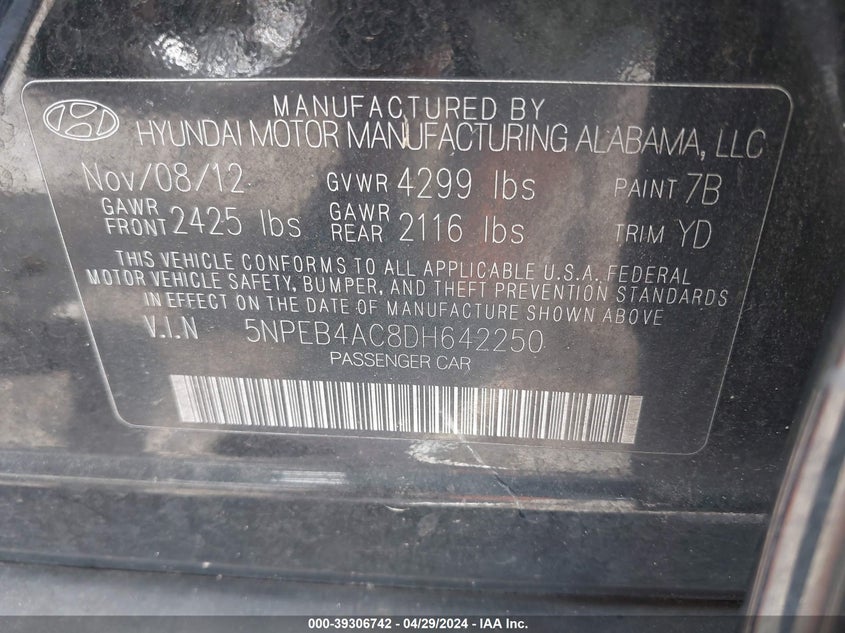 MANUFACTURED BY
HYUNDAI MOTOR MANUFACTURING ALABAMA, LLC
Nov/08/12 GVWR 4299 lbs PAINT 7B
GAWR FRONT 2425 lbs GAWR REAR 2116 lbs TRIM YD
THIS VEHICLE CONFORMS TO ALL APPLICABLE U.S.A. FEDERAL
MOTOR VEHICLE SAFETY, BUMPER, AND THEFT PREVENTION STANDARDS
IN EFFECT ON THE DATE OF MANUFACTURE SHOWN ABOVE
V.I.N 5NPEB4AC8DH642250
PASSENGER CAR
000-39306742 - 04/29/2024 - IAA Inc.